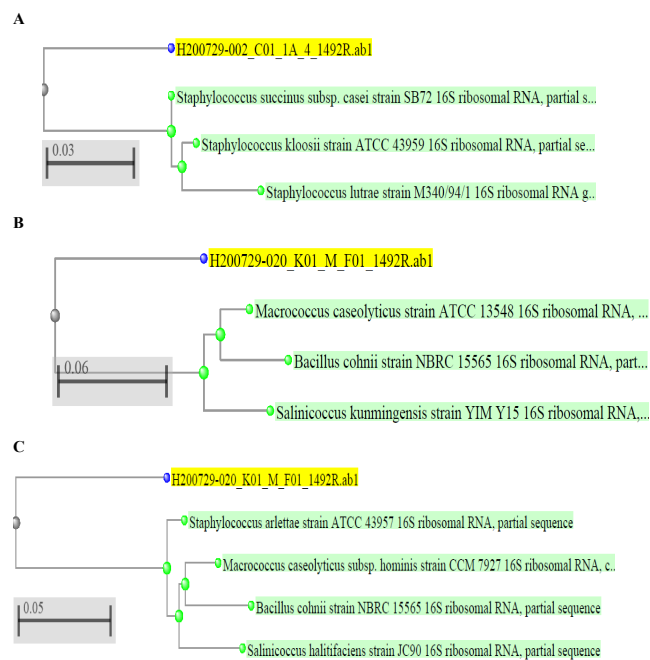 A
H200729-002_C01_1A_4_1492R.ab1
Staphylococcus succinus subsp. casei strain SB72 16S ribosomal RNA, partial s...
Staphylococcus kloosii strain ATCC 43959 16S ribosomal RNA, partial se...
0.03
Staphylococcus lutrae strain M340/94/1 16S ribosomal RNA g...
B
H200729-020_K01_M_F01_1492R.ab1
Macrococcus caseolyticus strain ATCC 13548 16S ribosomal RNA, ...
Bacillus cohnii strain NBRC 15565 16S ribosomal RNA, part...
0.06
Salinicoccus kunmingensis strain YIM Y15 16S ribosomal RNA,...
C
H200729-020_K01_M_F01_1492R.ab1
Staphylococcus arlettae strain ATCC 43957 16S ribosomal RNA, partial sequence
Macrococcus caseolyticus subsp. hominis strain CCM 7927 16S ribosomal RNA, c..
Bacillus cohnii strain NBRC 15565 16S ribosomal RNA, partial sequence
0.05
Salinicoccus halitifaciens strain JC90 16S ribosomal RNA, partial sequence